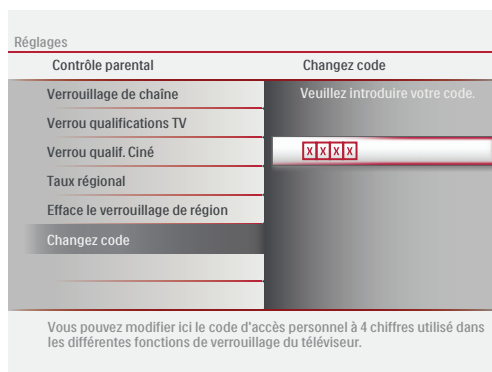 Réglages
Contrôle parental
Changez code
Verrouillage de chaîne
Veuillez introduire votre code.
Verrou qualifications TV
Verrou qualif. Ciné
X X X X
Taux régional
Efface le verrouillage de région
Changez code
Vous pouvez modifier ici le code d'accès personnel à 4 chiffres utilisé dans
les différentes fonctions de verrouillage du téléviseur.